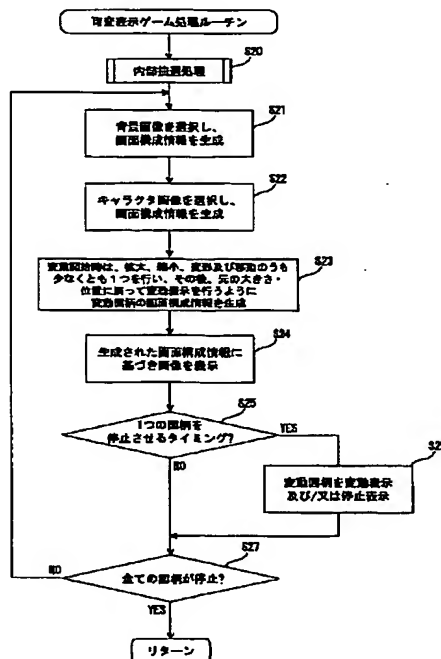 可変表示ゲーム処理ルーチン
S20
内部抽選処理
S21
背景画像を選択し、
画面構成情報を生成
S22
キャラクタ画像を選択し、
画面構成情報を生成
S23
変動開始時は、拡大、縮小、変形及び移動のうち
少なくとも1つを行い、その後、元の大きさ・
位置に戻って変動表示を行うように
変動図柄の画面構成情報を生成
S24
生成された画面構成情報に
基づき画像を表示
S25
1つの図柄を
停止させるタイミング?
YES
NO
変動図柄を変動表示
及び/又は停止表示
S27
NO
全ての図柄が停止?
YES
リターン